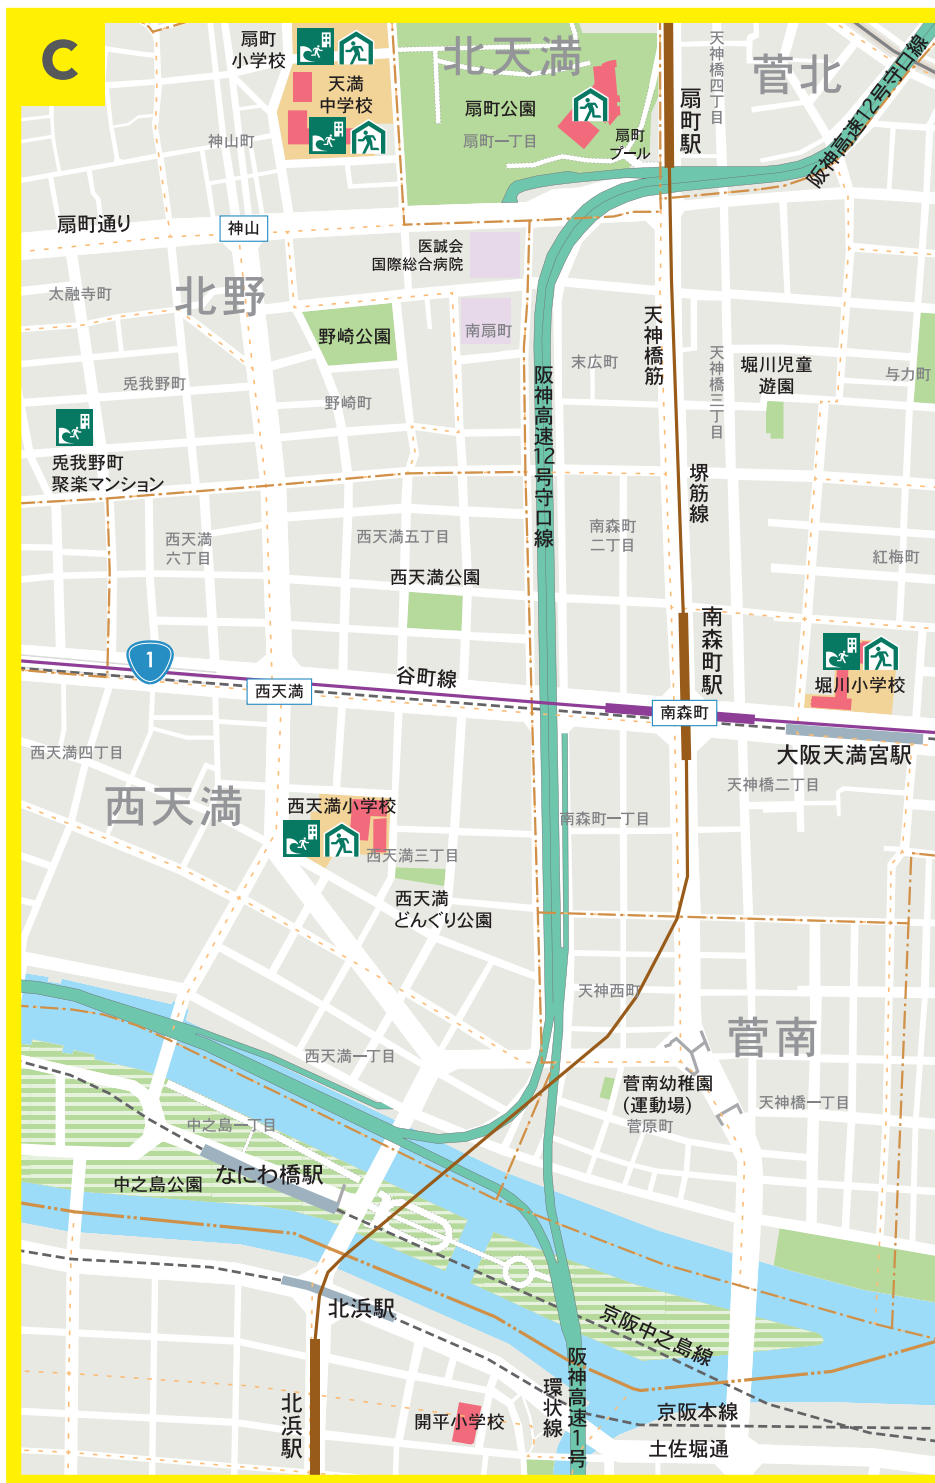 C
扇町
小学校
天満
中学校
北天満
扇町公園
扇町一丁目
扇町
プール
扇町駅
天神橋四丁目
菅北
阪神高速12号守口線
神山町
扇町通り
神山
医誠会
国際総合病院
太融寺町
北野
野崎公園
南扇町
天神橋筋
末広町
天神橋三丁目
堀川児童
遊園
与力町
兎我野町
野崎町
阪神高速12号守口線
兎我野町
聚楽マンション
堺筋線
西天満
六丁目
西天満五丁目
南森町
二丁目
紅梅町
西天満公園
南森町駅
1
谷町線
西天満
南森町
堀川小学校
大阪天満宮駅
西天満四丁目
天神橋二丁目
西天満
西天満小学校
南森町一丁目
西天満三丁目
西天満
どんぐり公園
天神西町
菅南
西天満一丁目
菅南幼稚園
(運動場)
菅原町
天神橋一丁目
中之島一丁目
なにわ橋駅
中之島公園
北浜駅
京阪中之島線
阪神高速1号
環状線
北浜駅
開平小学校
京阪本線
土佐堀通